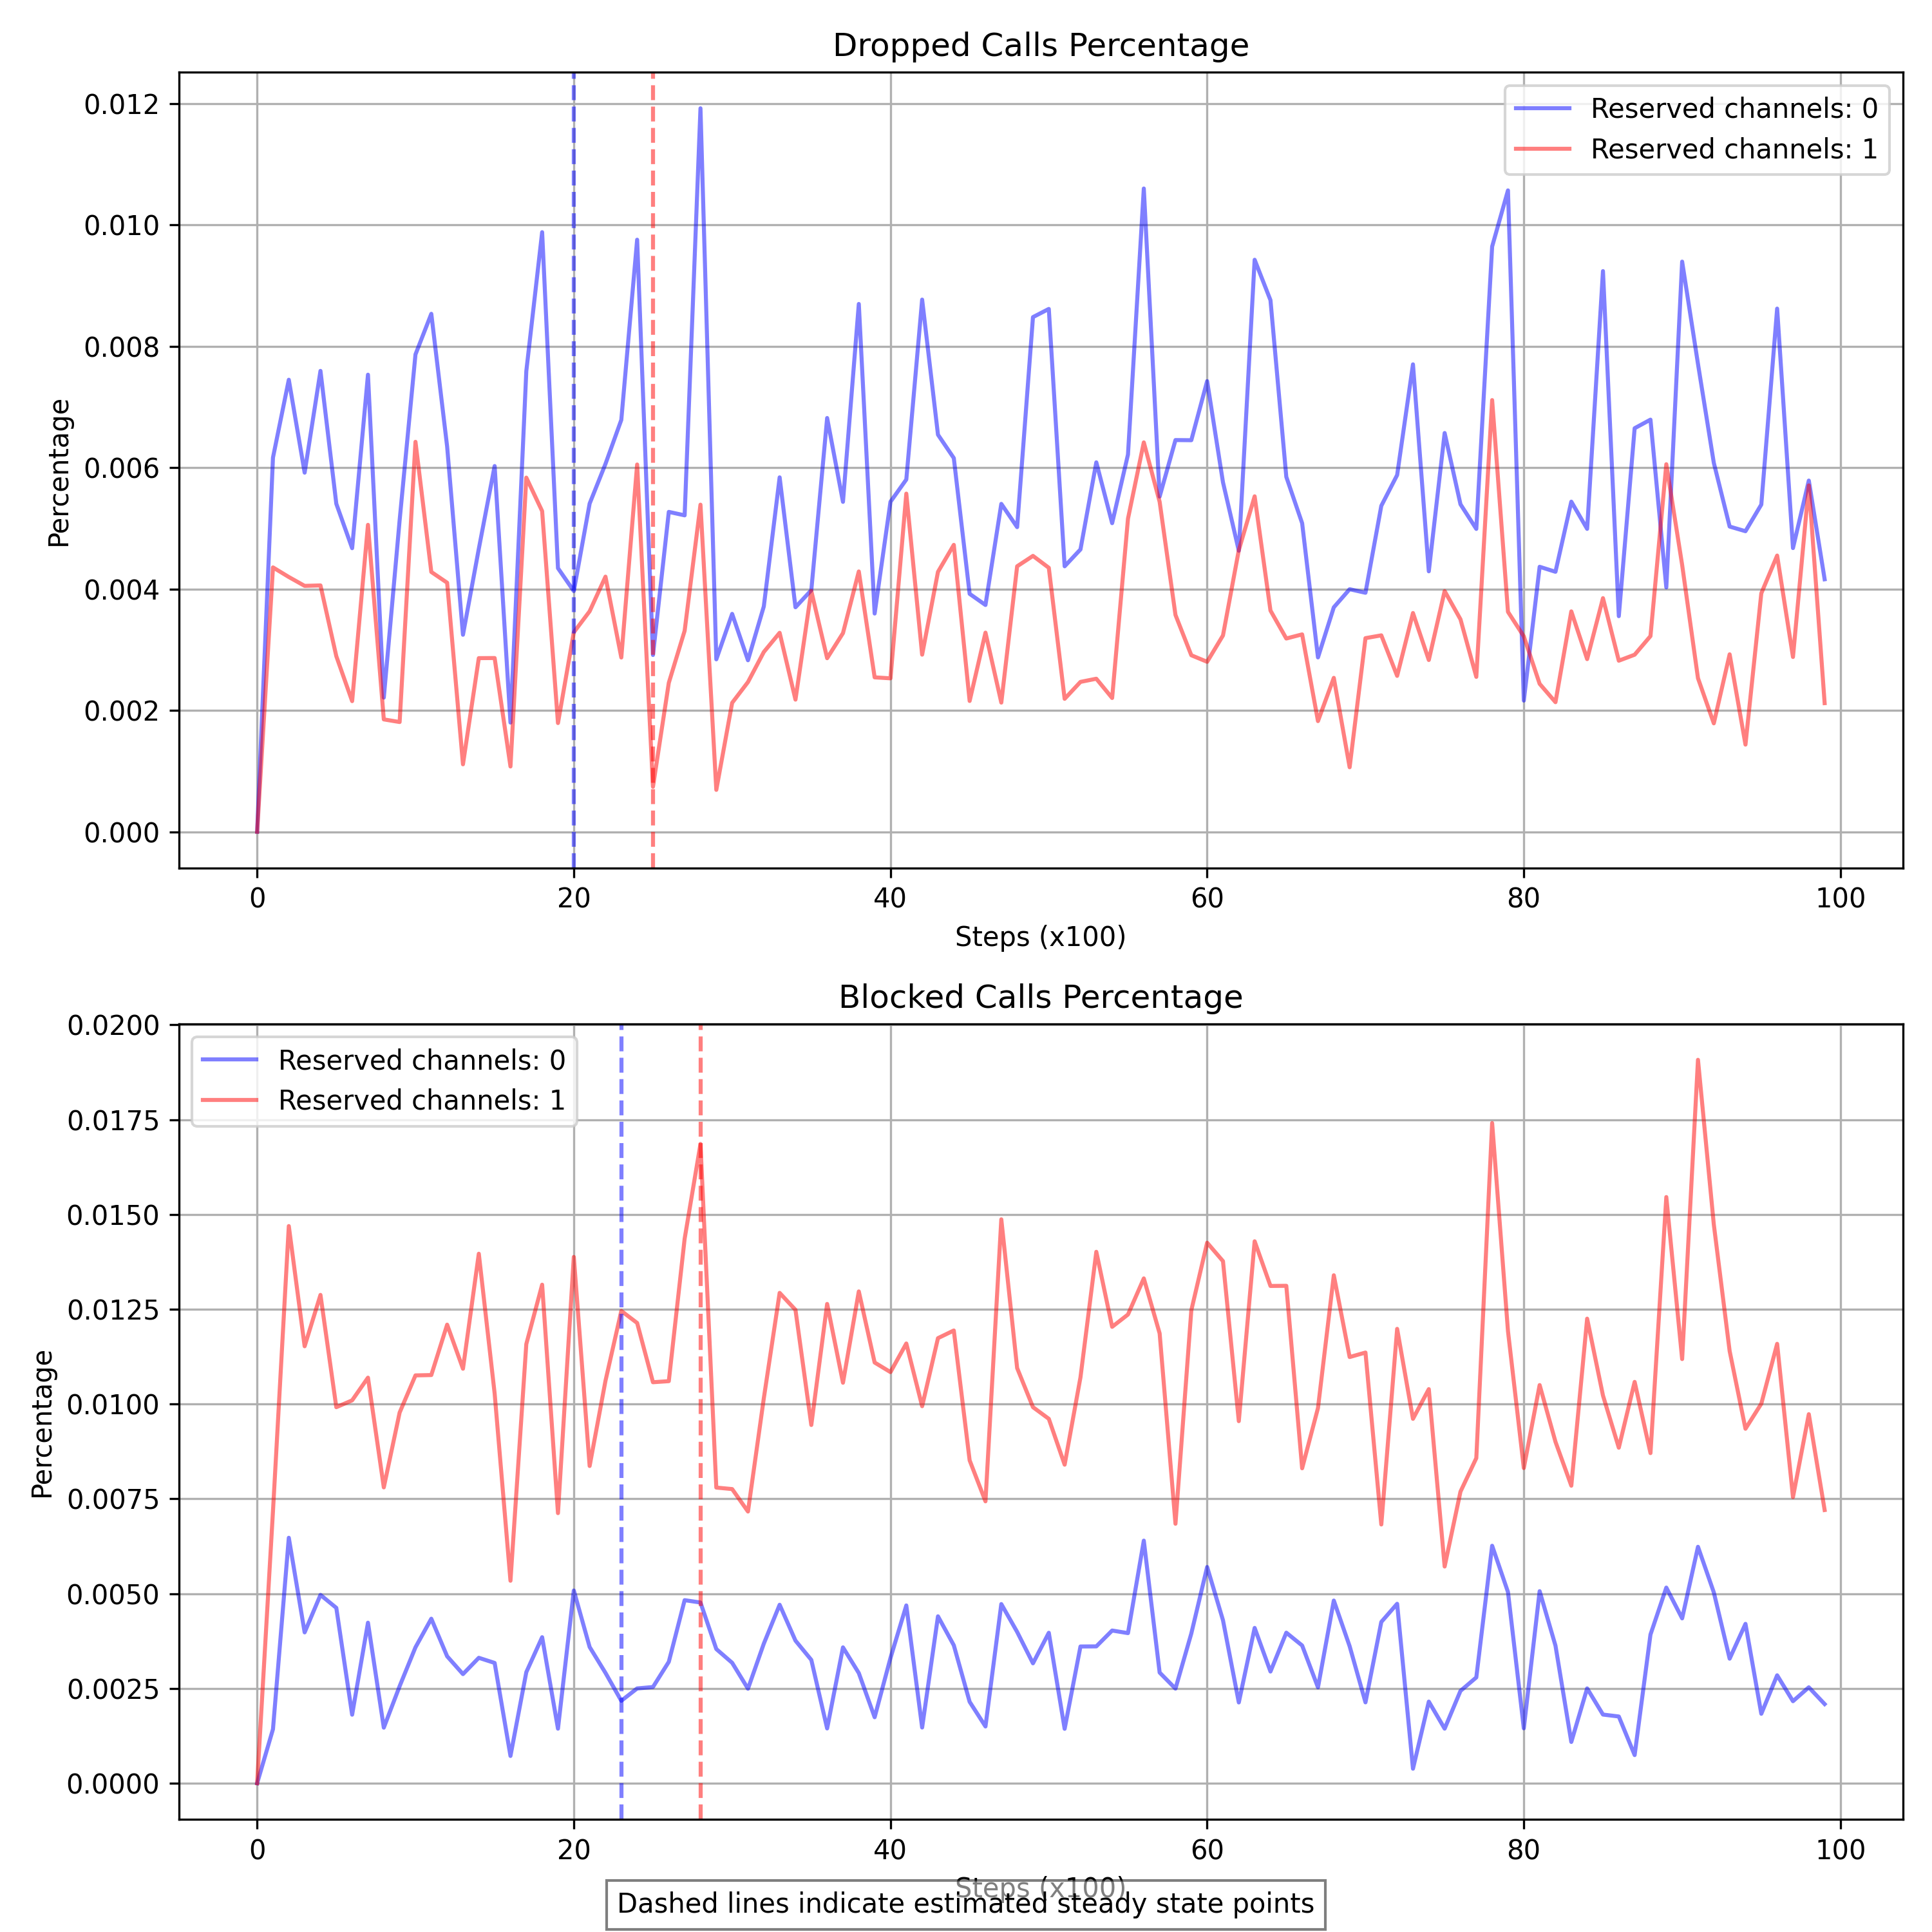 Dropped Calls Percentage
0.012
0.010
0.008
0.006
0.004
0.002
0.000
Percentage
Reserved channels: 0
Reserved channels: 1
0 20 40 60 80 100
Steps (x100)
Blocked Calls Percentage
0.0200
0.0175
0.0150
0.0125
0.0100
0.0075
0.0050
0.0025
0.0000
Percentage
Reserved channels: 0
Reserved channels: 1
0 20 40 60 80 100
Steps (x100)
Dashed lines indicate estimated steady state points